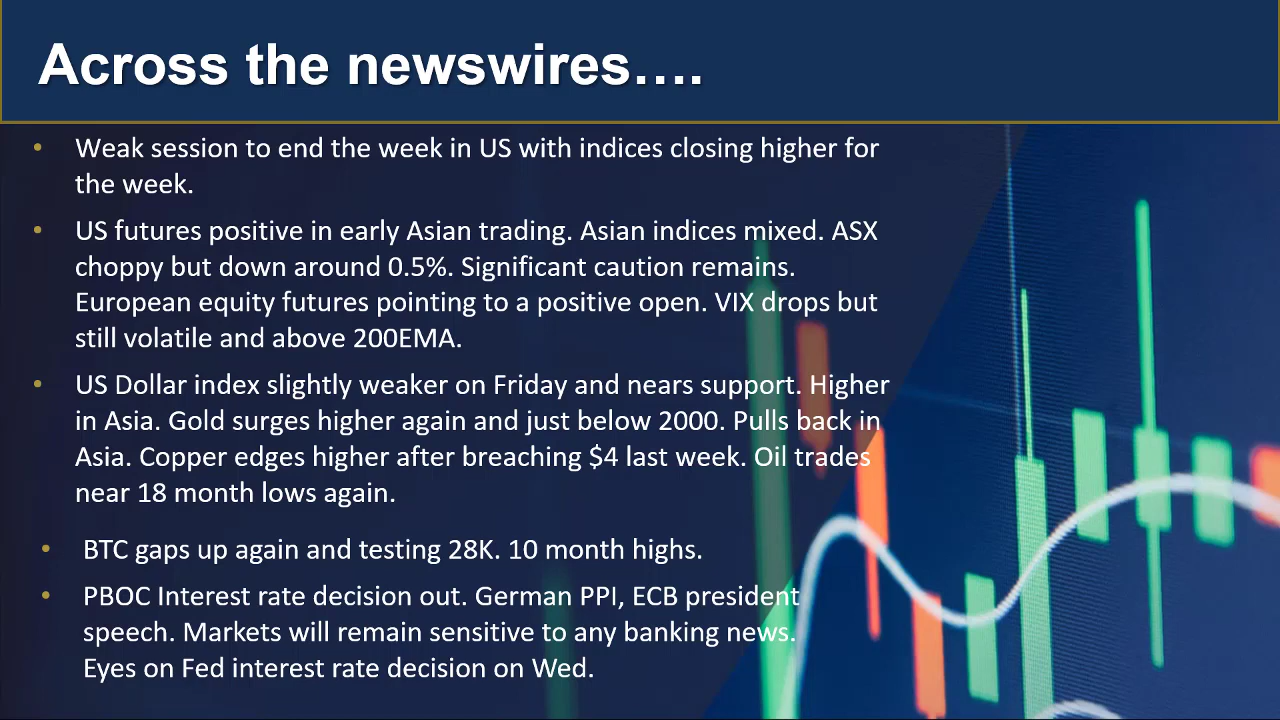 Across the newswires….
• Weak session to end the week in US with indices closing higher for
the week.
• US futures positive in early Asian trading. Asian indices mixed. ASX
choppy but down around 0.5%. Significant caution remains.
European equity futures pointing to a positive open. VIX drops but
still volatile and above 200EMA.
• US Dollar index slightly weaker on Friday and nears support. Higher
in Asia. Gold surges higher again and just below 2000. Pulls back in
Asia. Copper edges higher after breaching $4 last week. Oil trades
near 18 month lows again.
• BTC gaps up again and testing 28K. 10 month highs.
• PBOC Interest rate decision out. German PPI, ECB president
speech. Markets will remain sensitive to any banking news.
Eyes on Fed interest rate decision on Wed.